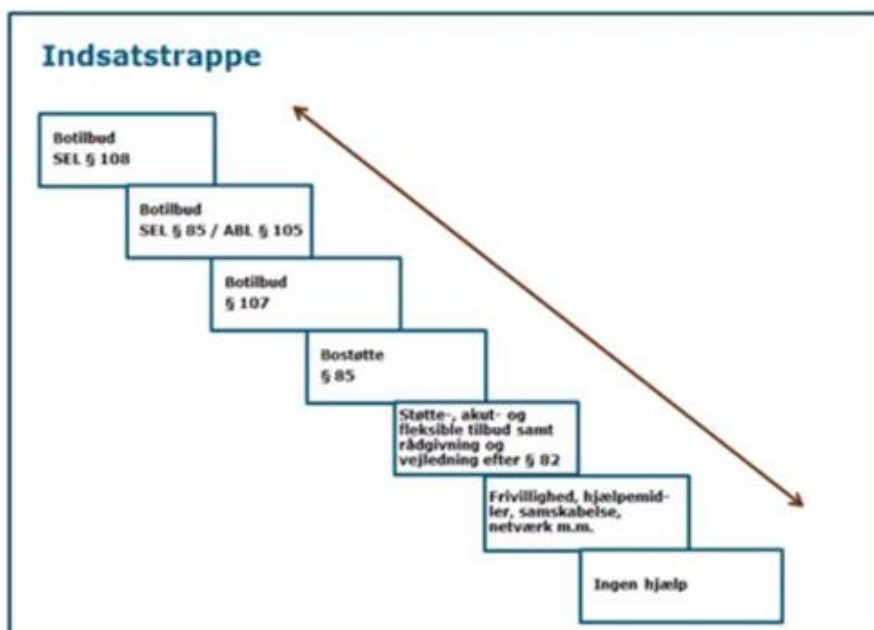 Indsatstrappe
Botilbud
SEL § 108
Botilbud
SEL § 85 / ABL § 105
Botilbud
§ 107
Bostøtte
§ 85
Støtte-, akut- og
fleksible tilbud samt
rådgivning og
vejledning efter § 82
Frivillighed, hjælpemid-
ler, samskabelse,
netværk m.m.
Ingen hjælp